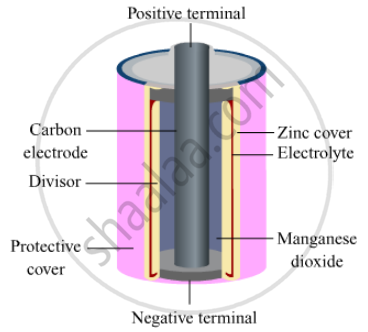 Positive terminal
Carbon
electrode
Divisor
Protective
cover
Zinc cover
Electrolyte
Manganese
dioxide
Negative terminal
shaalaa.com